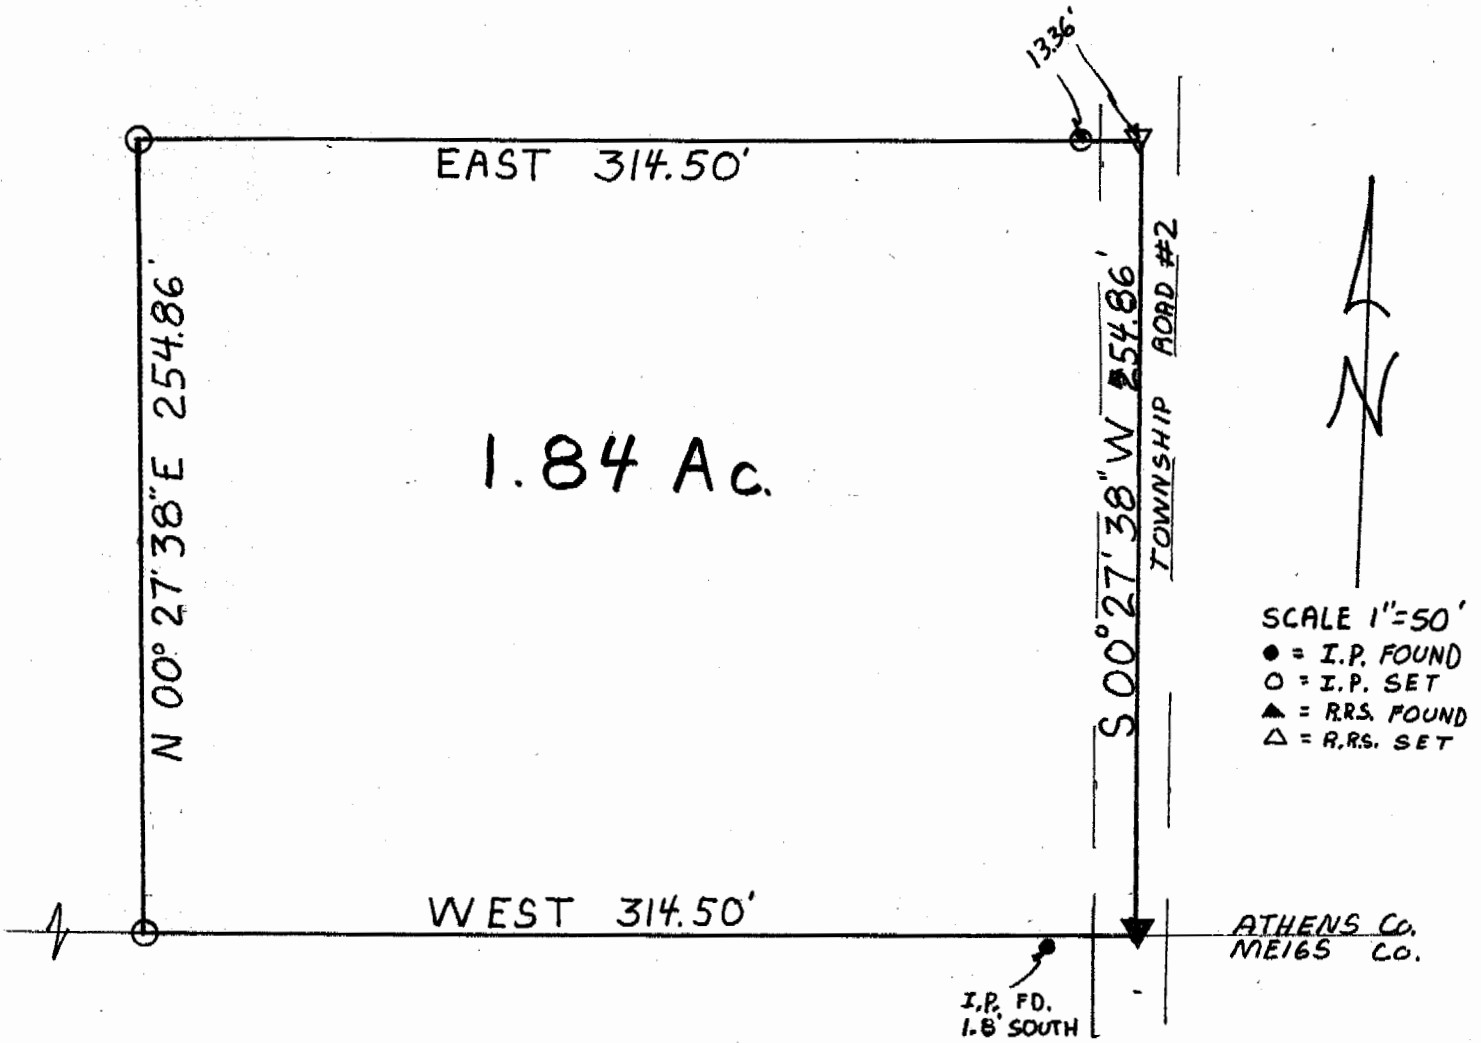 13.36'
EAST 314.50'
N 00° 27' 38" E 254.86'
1.84 Ac.
S 00° 27' 38" W 254.86'
TOWNSHIP ROAD #2
N
SCALE 1"=50'
● = I.P. FOUND
○ = I.P. SET
▲ = R.R.S. FOUND
△ = R.R.S. SET
WEST 314.50'
ATHENS Co.
MEIGS Co.
I.P. FD.
1.8' SOUTH